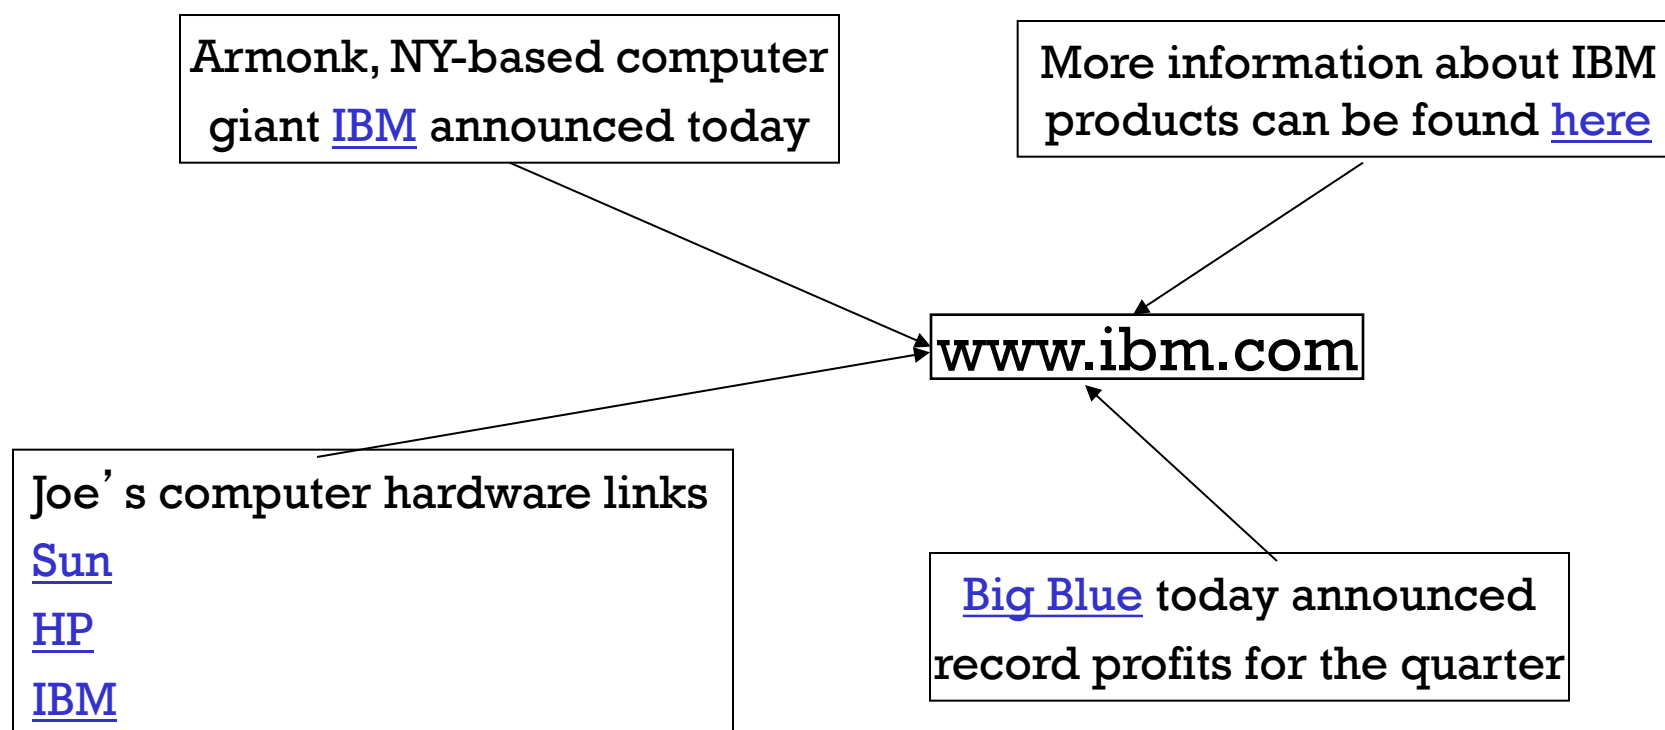 Armonk, NY-based computer
giant IBM announced today
More information about IBM
products can be found here
www.ibm.com
Joe’s computer hardware links
Sun
HP
IBM
Big Blue today announced
record profits for the quarter